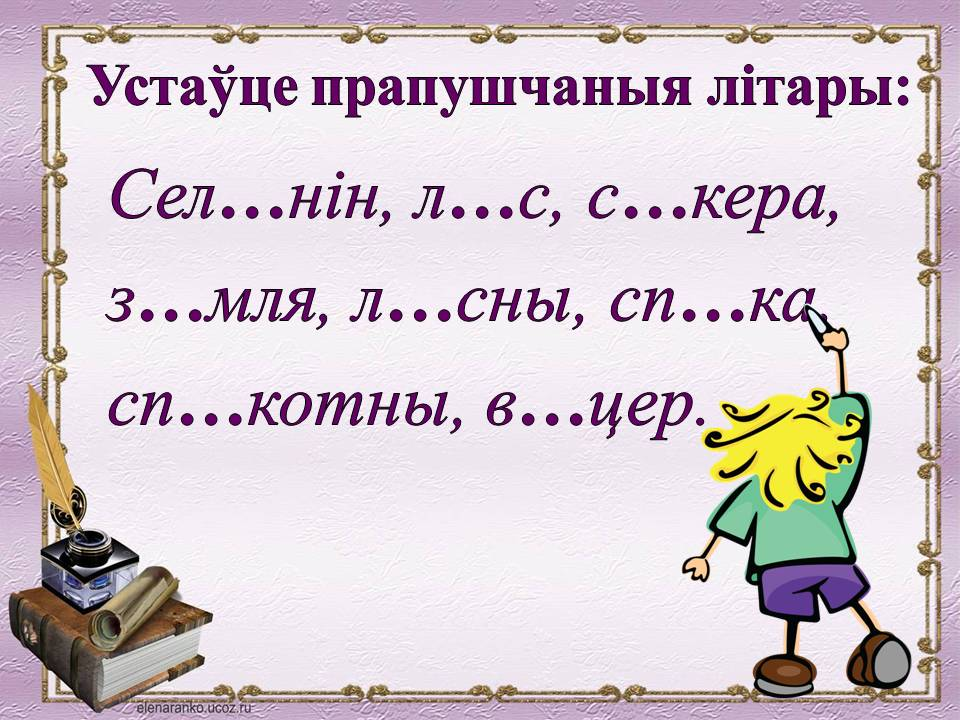 Устаўце прапушчаныя літары:
Сел…нін, л…с, с…кера,
з…мля, л…сны, сп…ка,
сп…котны, в…цер.
elenaranko.ucoz.ru